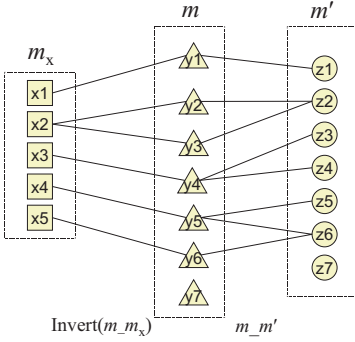 m
m′
mx
x1
x2
x3
x4
x5
y1
y2
y3
y4
y5
y6
y7
z1
z2
z3
z4
z5
z6
z7
Invert(m_mx)
m_m′